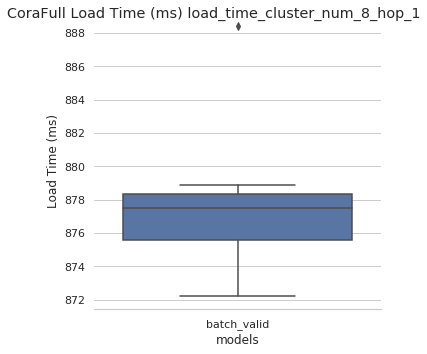 CoraFull Load Time (ms) load_time_cluster_num_8_hop_1
888
886
884
882
880
878
876
874
872
Load Time (ms)
batch_valid
models